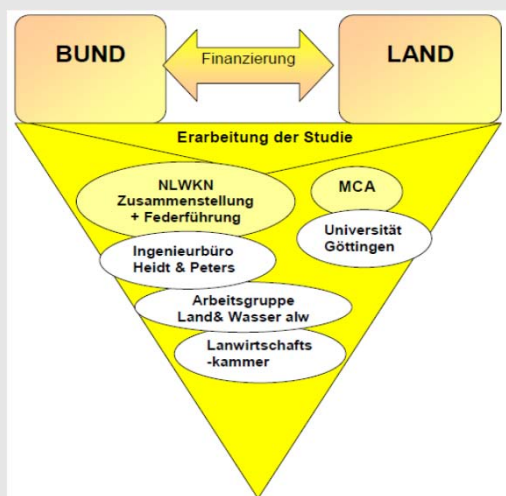 BUND
Finanzierung
LAND
Erarbeitung der Studie
NLWKN
Zusammenstellung
+ Federführung
MCA
Universität
Göttingen
Ingenieurbüro
Heidt & Peters
Arbeitsgruppe
Land& Wasser alw
Lanwirtschafts
-kammer